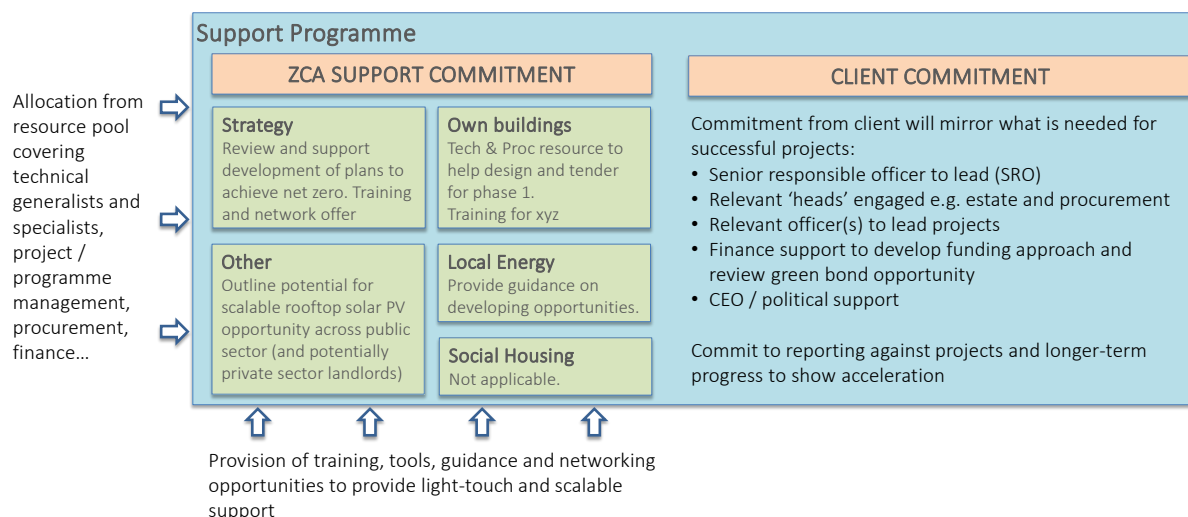 Support Programme
ZCA SUPPORT COMMITMENT
CLIENT COMMITMENT
Allocation from
resource pool
covering
technical
generalists and
specialists,
project /
programme
management,
procurement,
finance…
Strategy
Review and support
development of plans to
achieve net zero. Training
and network offer
Own buildings
Tech & Proc resource to
help design and tender
for phase 1.
Training for xyz
Other
Outline potential for
scalable rooftop solar PV
opportunity across public
sector (and potentially
private sector landlords)
Local Energy
Provide guidance on
developing opportunities.
Social Housing
Not applicable.
Commitment from client will mirror what is needed for
successful projects:
• Senior responsible officer to lead (SRO)
• Relevant ‘heads’ engaged e.g. estate and procurement
• Relevant officer(s) to lead projects
• Finance support to develop funding approach and
review green bond opportunity
• CEO / political support
Commit to reporting against projects and longer-term
progress to show acceleration
Provision of training, tools, guidance and networking
opportunities to provide light-touch and scalable
support